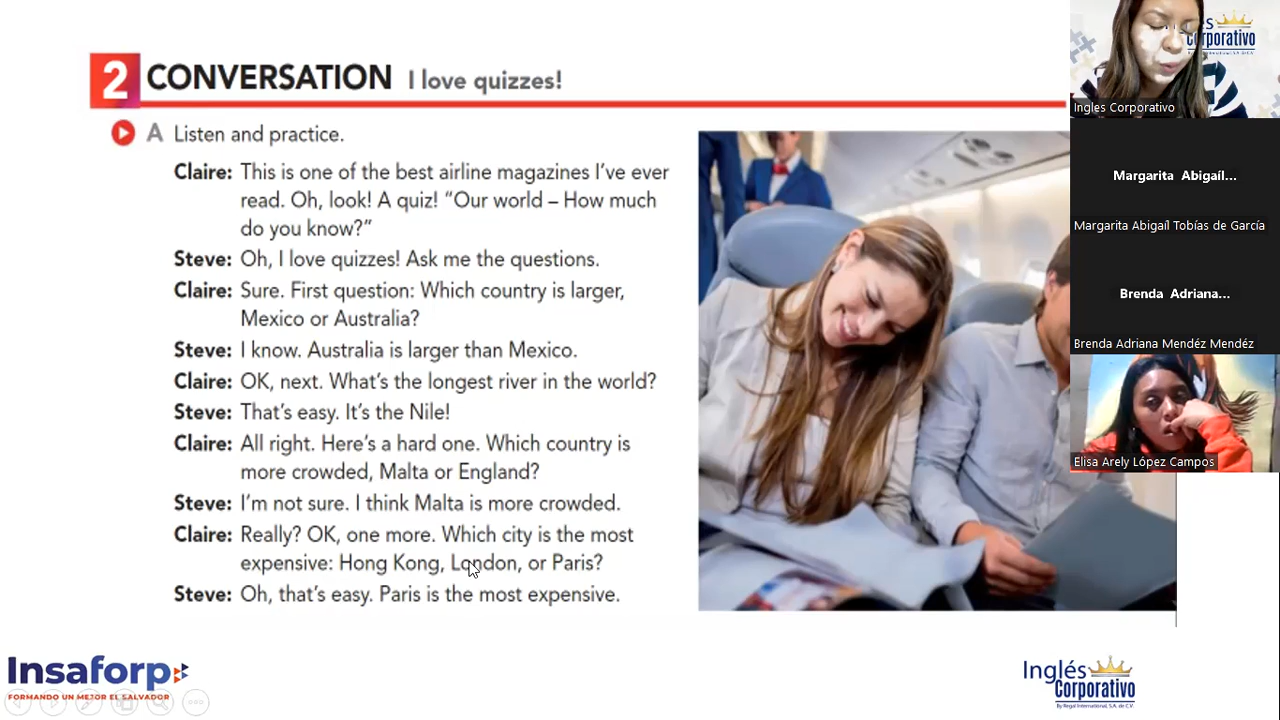 2 CONVERSATION I love quizzes!
A Listen and practice.
Claire: This is one of the best airline magazines I've ever
read. Oh, look! A quiz! "Our world – How much
do you know?"
Steve: Oh, I love quizzes! Ask me the questions.
Claire: Sure. First question: Which country is larger,
Mexico or Australia?
Steve: I know. Australia is larger than Mexico.
Claire: OK, next. What's the longest river in the world?
Steve: That's easy. It's the Nile!
Claire: All right. Here's a hard one. Which country is
more crowded, Malta or England?
Steve: I'm not sure. I think Malta is more crowded.
Claire: Really? OK, one more. Which city is the most
expensive: Hong Kong, London, or Paris?
Steve: Oh, that's easy. Paris is the most expensive.
Corporativo
Ingles Corporativo
Margarita Abigaíl...
Margarita Abigaíl Tobías de García
Brenda Adriana...
Brenda Adriana Mendéz Mendéz
Elisa Arely López Campos
Insaforp
FORMANDO UN MEJOR EL SALVADOR
Inglés
Corporativo
By Regal International, S.A. de C.V.